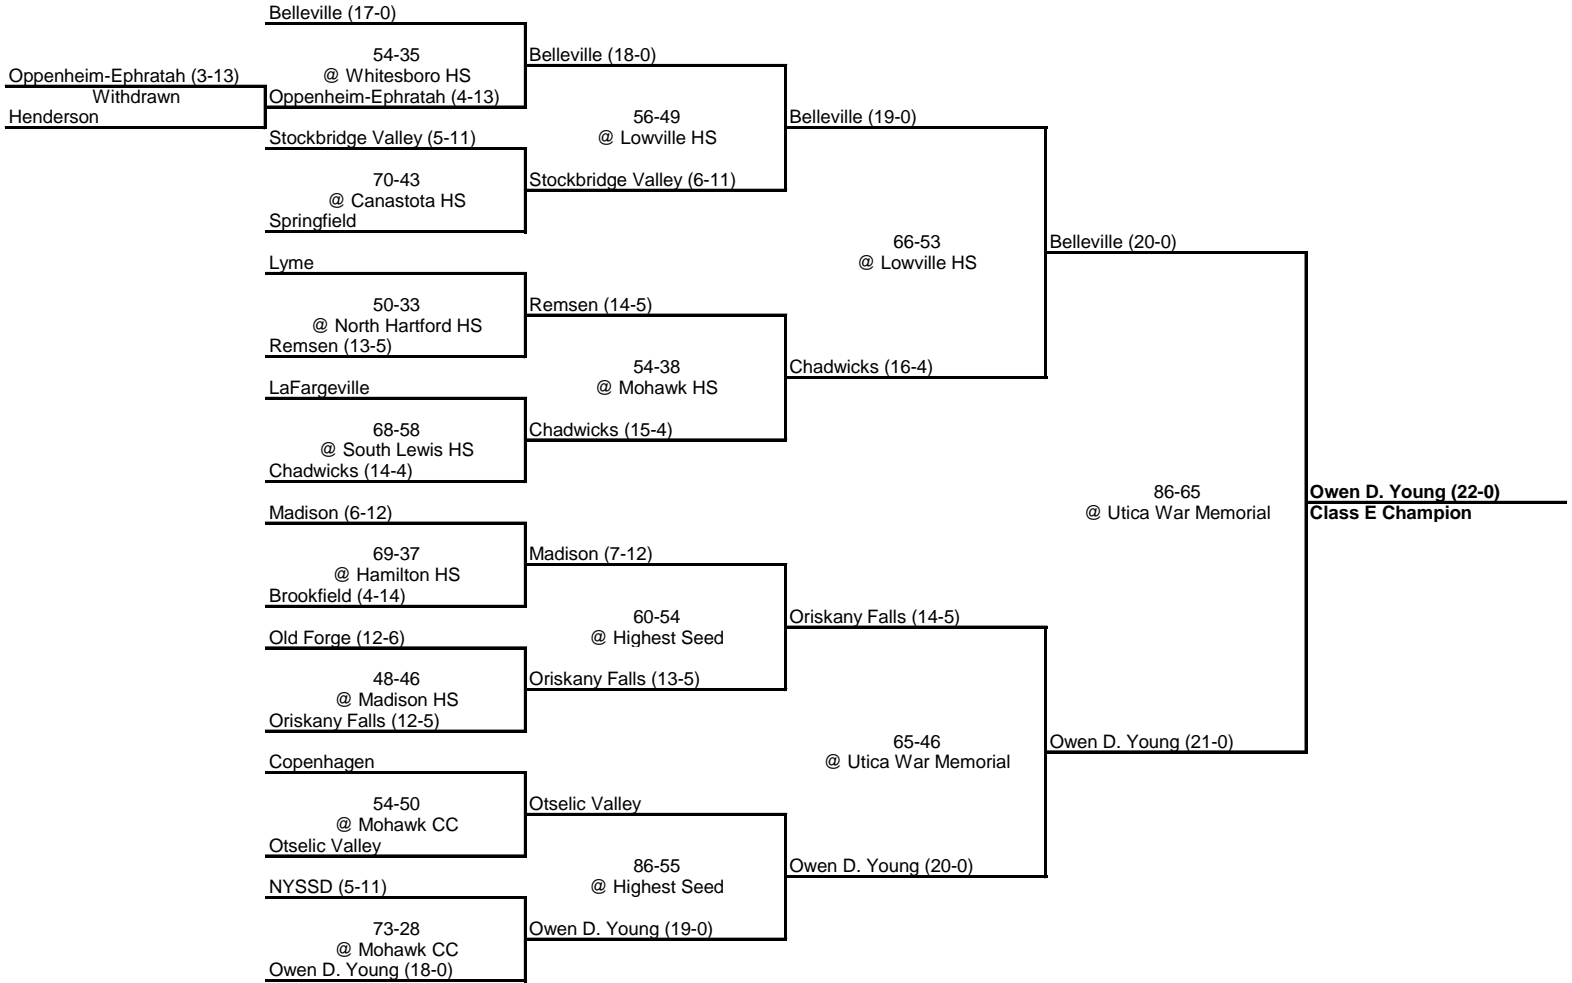 Belleville (17-0)
54-35
@ Whitesboro HS
Belleville (18-0)
Oppenheim-Ephratah (3-13)
Withdrawn
Oppenheim-Ephratah (4-13)
Henderson
56-49
@ Lowville HS
Belleville (19-0)
Stockbridge Valley (5-11)
70-43
@ Canastota HS
Stockbridge Valley (6-11)
Springfield
66-53
@ Lowville HS
Belleville (20-0)
Lyme
50-33
@ North Hartford HS
Remsen (14-5)
Remsen (13-5)
54-38
@ Mohawk HS
Chadwicks (16-4)
LaFargeville
68-58
@ South Lewis HS
Chadwicks (15-4)
Chadwicks (14-4)
86-65
@ Utica War Memorial
Owen D. Young (22-0)
Class E Champion
Madison (6-12)
69-37
@ Hamilton HS
Madison (7-12)
Brookfield (4-14)
60-54
@ Highest Seed
Oriskany Falls (14-5)
Old Forge (12-6)
48-46
@ Madison HS
Oriskany Falls (13-5)
Oriskany Falls (12-5)
65-46
@ Utica War Memorial
Owen D. Young (21-0)
Copenhagen
54-50
@ Mohawk CC
Otselic Valley
Otselic Valley
86-55
@ Highest Seed
Owen D. Young (20-0)
NYSSD (5-11)
73-28
@ Mohawk CC
Owen D. Young (19-0)
Owen D. Young (18-0)